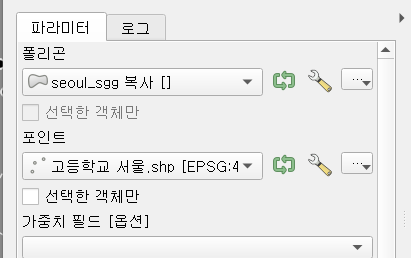 파라미터 로그
폴리곤
seoul_sgg 복사 []
선택한 객체만
포인트
고등학교 서울.shp [EPSG:4
선택한 객체만
가중치 필드 [옵션]